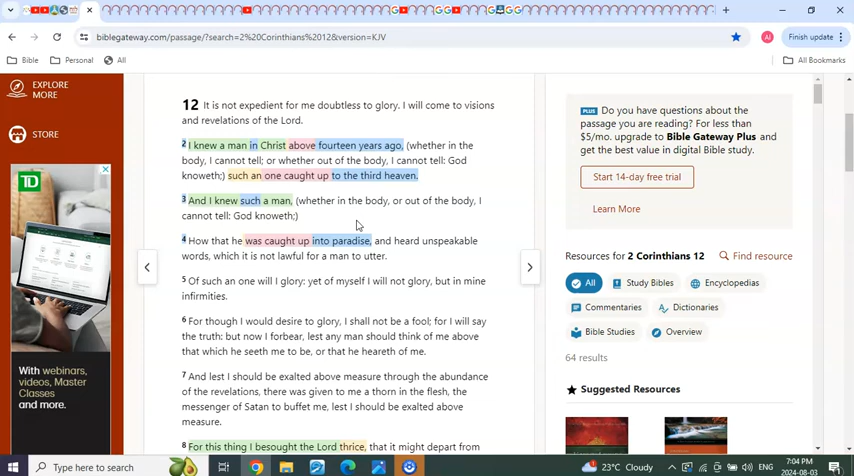 Finish update
biblegateway.com/passage/?search=2%20Corinthians%2012&version=KJV
AI
Bible
Personal
All
All Bookmarks
EXPLORE
MORE
STORE
TD
With webinars,
videos, Master
Classes
and more.
12 It is not expedient for me doubtless to glory. I will come to visions
and revelations of the Lord.
2 I knew a man in Christ above fourteen years ago, (whether in the
body, I cannot tell; or whether out of the body, I cannot tell: God
knoweth;) such an one caught up to the third heaven.
3 And I knew such a man, (whether in the body, or out of the body, I
cannot tell: God knoweth;)
4 How that he was caught up into paradise, and heard unspeakable
words, which it is not lawful for a man to utter.
5 Of such an one will I glory: yet of myself I will not glory, but in mine
infirmities.
6 For though I would desire to glory, I shall not be a fool; for I will say
the truth: but now I forbear, lest any man should think of me above
that which he seeth me to be, or that he heareth of me.
7 And lest I should be exalted above measure through the abundance
of the revelations, there was given to me a thorn in the flesh, the
messenger of Satan to buffet me, lest I should be exalted above
measure.
8 For this thing I besought the Lord thrice, that it might depart from
PLUS Do you have questions about the
passage you are reading? For less than
$5/mo. upgrade to Bible Gateway Plus and
get the best value in digital Bible study.
Start 14-day free trial
Learn More
Resources for 2 Corinthians 12
Find resource
All
Study Bibles
Encyclopedias
Commentaries
Dictionaries
Bible Studies
Overview
64 results
Suggested Resources
Type here to search
23°C Cloudy
ENG
7:04 PM
2024-08-03